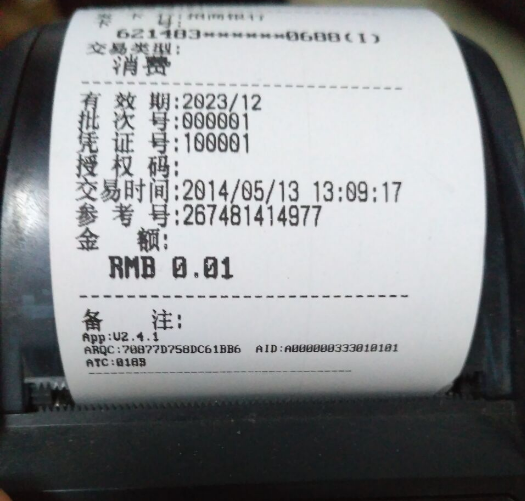 621483******0688(I)
交易类型:
消费
有 效 期:2023/12
批 次 号:000001
凭 证 号:100001
授 权 码:
交易时间:2014/05/13 13:09:17
参 考 号:267481414977
金 额:
RMB 0.01
备 注:
App:V2.4.1
ARQC:70877D758DC61BB6 AID:A000000333010101
ATC:018B